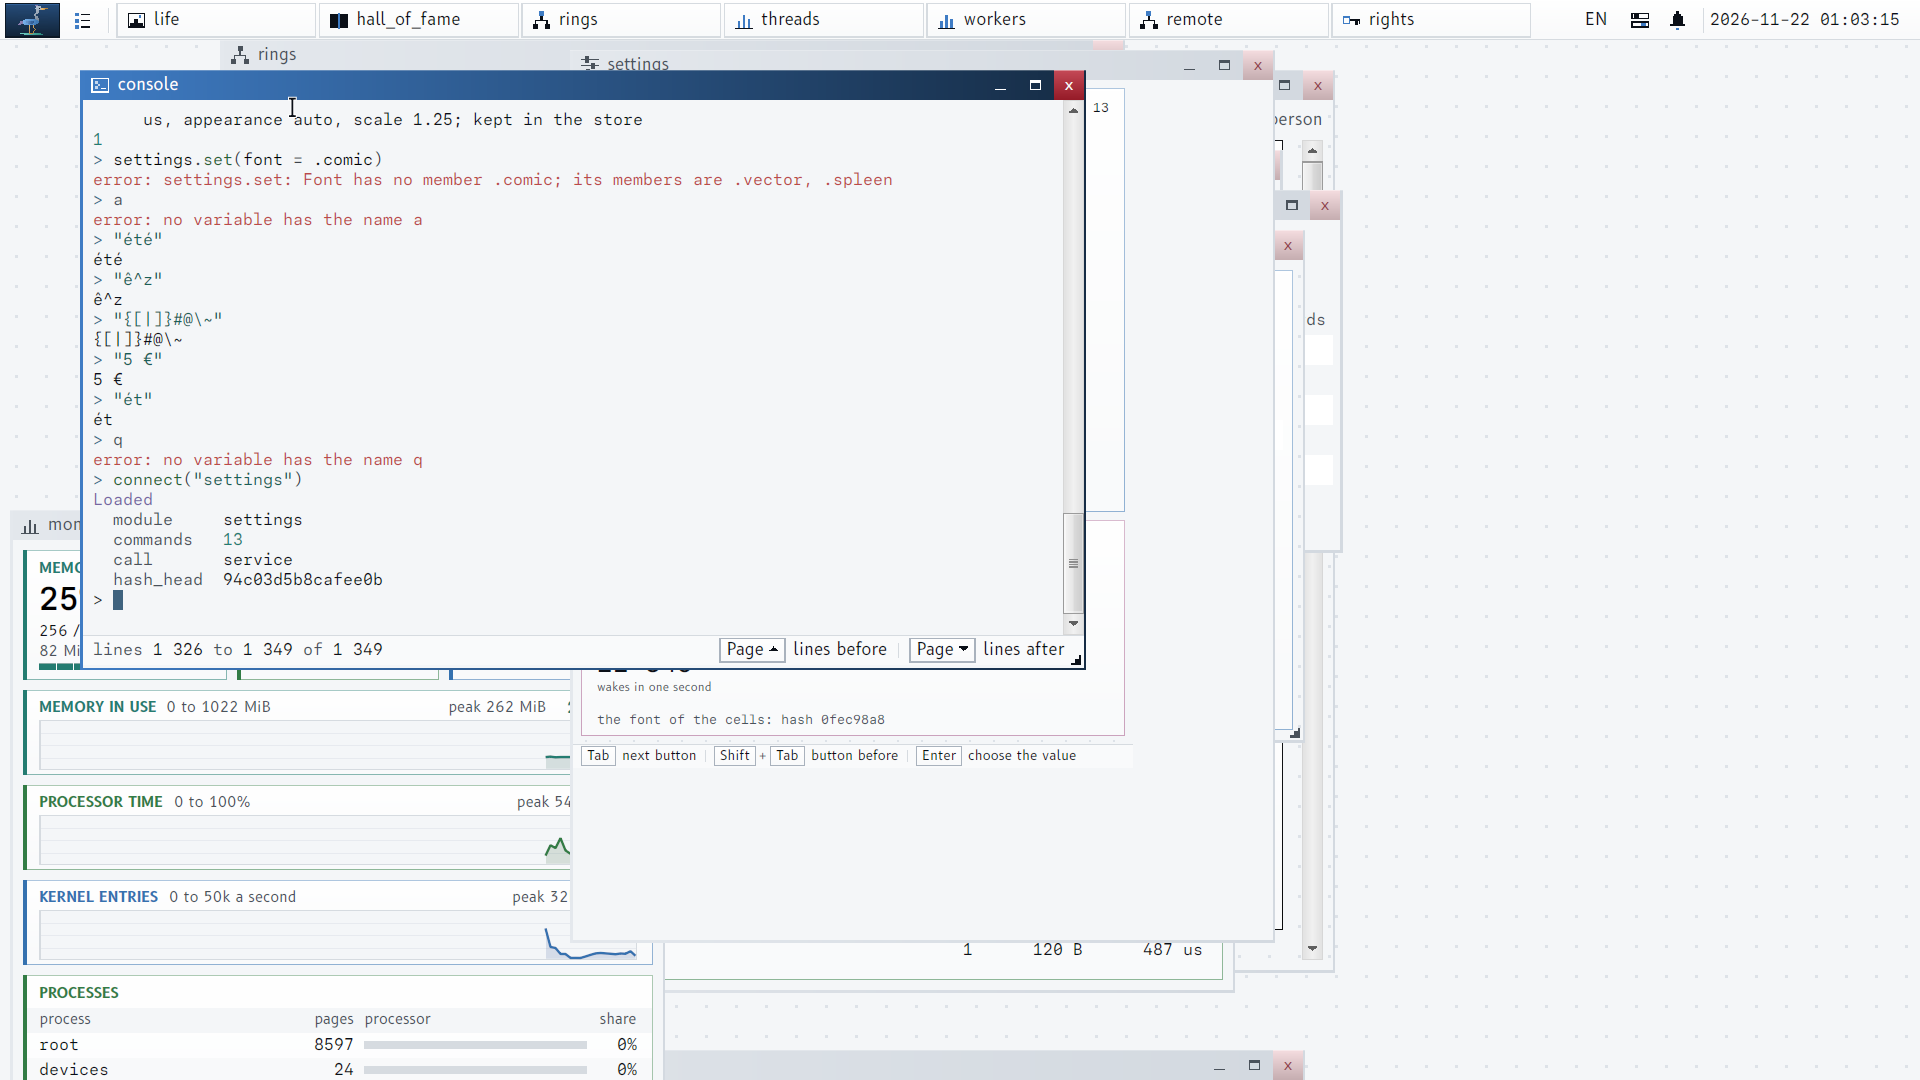 life
hall_of_fame
rings
threads
workers
remote
rights
EN
2026-11-22 01:03:15
rings
settings
x
console
x
x
us, appearance auto, scale 1.25; kept in the store
1
> settings.set(font = .comic)
error: settings.set: Font has no member .comic; its members are .vector, .spleen
> a
error: no variable has the name a
> "été"
été
> "ê^z"
ê^z
> "{[|]}#@\~"
{[|]}#@\~
> "5 €"
5 €
> "ét"
ét
> q
error: no variable has the name q
> connect("settings")
Loaded
module settings
commands 13
call service
hash_head 94c03d5b8cafee0b
>
lines 1 326 to 1 349 of 1 349
Page lines before
Page lines after
13
person
x
x
ds
wakes in one second
the font of the cells: hash 0fec98a8
Tab next button
Shift + Tab button before
Enter choose the value
256 /
MEMORY IN USE 0 to 1022 MiB
peak 262 MiB
PROCESSOR TIME 0 to 100%
peak 54
KERNEL ENTRIES 0 to 50k a second
peak 32
PROCESSES
process pages processor share
root 8597 0%
devices 24 0%
1 120 B 487 us
x